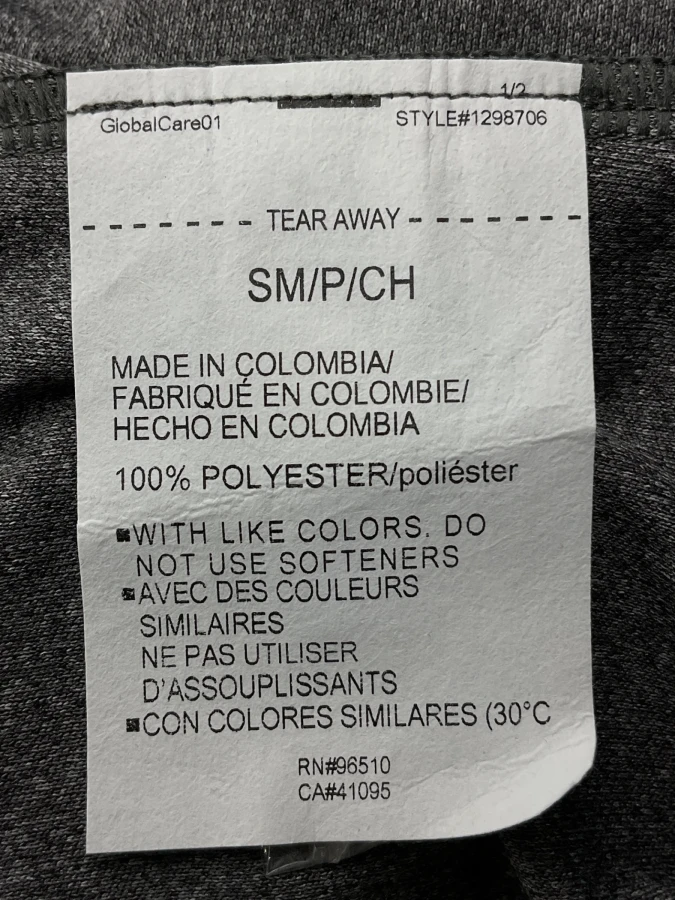 1/2
GlobalCare01 STYLE#1298706
TEAR AWAY
SM/P/CH
MADE IN COLOMBIA/
FABRIQUÉ EN COLOMBIE/
HECHO EN COLOMBIA
100% POLYESTER/poliéster
WITH LIKE COLORS. DO
NOT USE SOFTENERS
AVEC DES COULEURS
SIMILAIRES
NE PAS UTILISER
D'ASSOUPLISSANTS
CON COLORES SIMILARES (30°C
RN#96510
CA#41095